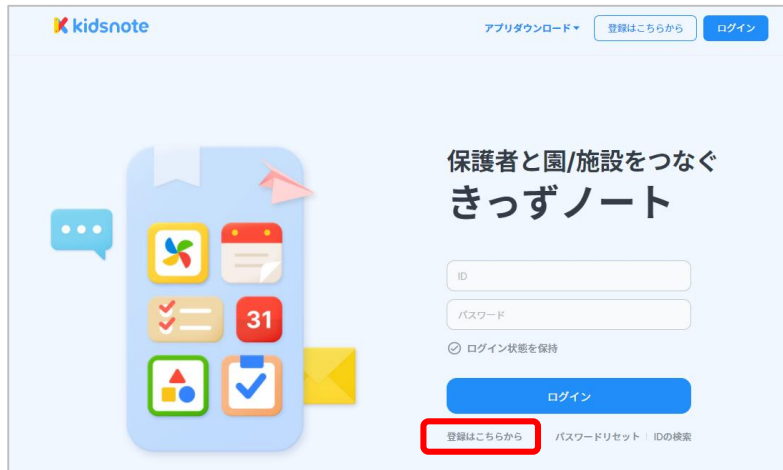 kidsnote
アプリダウンロード▼ 登録はこちらから ログイン
保護者と園/施設をつなぐ
きっずノート
31
ID
パスワード
ログイン状態を保持
ログイン
登録はこちらから パスワードリセット | IDの検索